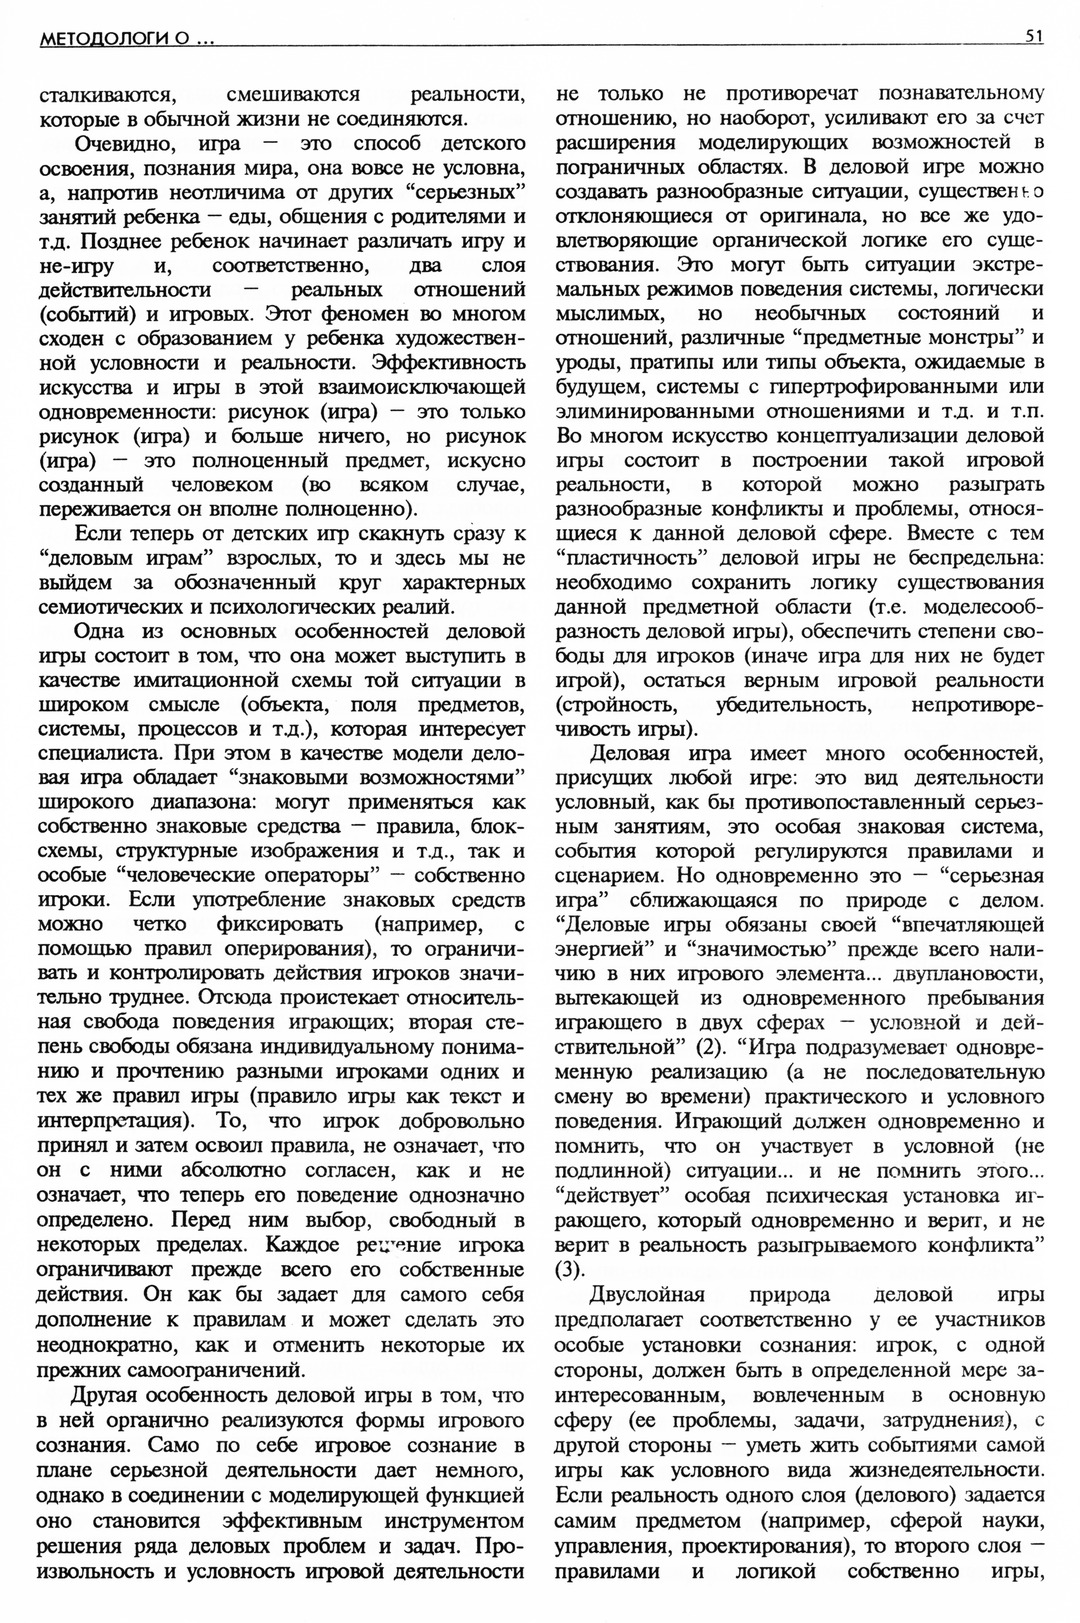 МЕТОДОЛОГИ О ...
51
сталкиваются, смешиваются реальности,
которые в обычной жизни не соединяются.
Очевидно, игра — это способ детского
освоения, познания мира, она вовсе не условна,
а, напротив неотличима от других “серьезных”
занятий ребенка — еды, общения с родителями и
т.д. Позднее ребенок начинает различать игру и
не-игру и, соответственно, два слоя
действительности — реальных отношений
(событий) и игровых. Этот феномен во многом
сходен с образованием у ребенка художествен-
ной условности и реальности. Эффективность
искусства и игры в этой взаимоисключающей
одновременности: рисунок (игра) — это только
рисунок (игра) и больше ничего, но рисунок
(игра) — это полноценный предмет, искусно
созданный человеком (во всяком случае,
переживается он вполне полноценно).
Если теперь от детских игр скакнуть сразу к
“деловым играм” взрослых, то и здесь мы не
выйдем за обозначенный круг характерных
семиотических и психологических реалий.
Одна из основных особенностей деловой
игры состоит в том, что она может выступить в
качестве имитационной схемы той ситуации в
широком смысле (объекта, поля предметов,
системы, процессов и т.д.), которая интересует
специалиста. При этом в качестве модели дело-
вая игра обладает “знаковыми возможностями”
широкого диапазона: могут применяться как
собственно знаковые средства — правила, блок-
схемы, структурные изображения и т.д., так и
особые “человеческие операторы” — собственно
игроки. Если употребление знаковых средств
можно четко фиксировать (например, с
помощью правил оперирования), то ограничи-
вать и контролировать действия игроков значи-
тельно труднее. Отсюда проистекает относитель-
ная свобода поведения играющих; вторая сте-
пень свободы обязана индивидуальному понима-
нию и прочтению разными игроками одних и
тех же правил игры (правило игры как текст и
интерпретация). То, что игрок добровольно
принял и затем освоил правила, не означает, что
он с ними абсолютно согласен, как и не
означает, что теперь его поведение однозначно
определено. Перед ним выбор, свободный в
некоторых пределах. Каждое решение игрока
ограничивают прежде всего его собственные
действия. Он как бы задает для самого себя
дополнение к правилам и может сделать это
неоднократно, как и отменить некоторые их
прежних самоограничений.
Другая особенность деловой игры в том, что
в ней органично реализуются формы игрового
сознания. Само по себе игровое сознание в
плане серьезной деятельности дает немного,
однако в соединении с моделирующей функцией
оно становится эффективным инструментом
решения ряда деловых проблем и задач. Про-
извольность и условность игровой деятельности
не только не противоречат познавательному
отношению, но наоборот, усиливают его за счет
расширения моделирующих возможностей в
пограничных областях. В деловой игре можно
создавать разнообразные ситуации, существенно
отклоняющиеся от оригинала, но все же удо-
влетворяющие органической логике его суще-
ствования. Это могут быть ситуации экстре-
мальных режимов поведения системы, логически
мыслимых, но необычных состояний и
отношений, различные “предметные монстры” и
уроды, пратипы или типы объекта, ожидаемые в
будущем, системы с гипертрофированными или
элиминированными отношениями и т.д. и т.п.
Во многом искусство концептуализации деловой
игры состоит в построении такой игровой
реальности, в которой можно разыграть
разнообразные конфликты и проблемы, относя-
щиеся к данной деловой сфере. Вместе с тем
“пластичность” деловой игры не беспредельна:
необходимо сохранить логику существования
данной предметной области (т.е. моделесооб-
разность деловой игры), обеспечить степени сво-
боды для игроков (иначе игра для них не будет
игрой), остаться верным игровой реальности
(стройность, убедительность, непротиворе-
чивость игры).
Деловая игра имеет много особенностей,
присущих любой игре: это вид деятельности
условный, как бы противопоставленный серьез-
ным занятиям, это особая знаковая система,
события которой регулируются правилами и
сценарием. Но одновременно это — “серьезная
игра” сближающаяся по природе с делом.
“Деловые игры обязаны своей “впечатляющей
энергией” и “значимостью” прежде всего нали-
чию в них игрового элемента... двуплановости,
вытекающей из одновременного пребывания
играющего в двух сферах — условной и дей-
ствительной” (2). “Игра подразумевает одновре-
менную реализацию (а не последовательную
смену во времени) практического и условного
поведения. Играющий должен одновременно и
помнить, что он участвует в условной (не
подлинной) ситуации... и не помнить этого...
“действует” особая психическая установка иг-
рающего, который одновременно и верит, и не
верит в реальность разыгрываемого конфликта”
(3).
Двуслойная природа деловой игры
предполагает соответственно у ее участников
особые установки сознания: игрок, с одной
стороны, должен быть в определенной мере за-
интересованным, вовлеченным в основную
сферу (ее проблемы, задачи, затруднения), с
другой стороны — уметь жить событиями самой
игры как условного вида жизнедеятельности.
Если реальность одного слоя (делового) задается
самим предметом (например, сферой науки,
управления, проектирования), то второго слоя —
правилами и логикой собственно игры,